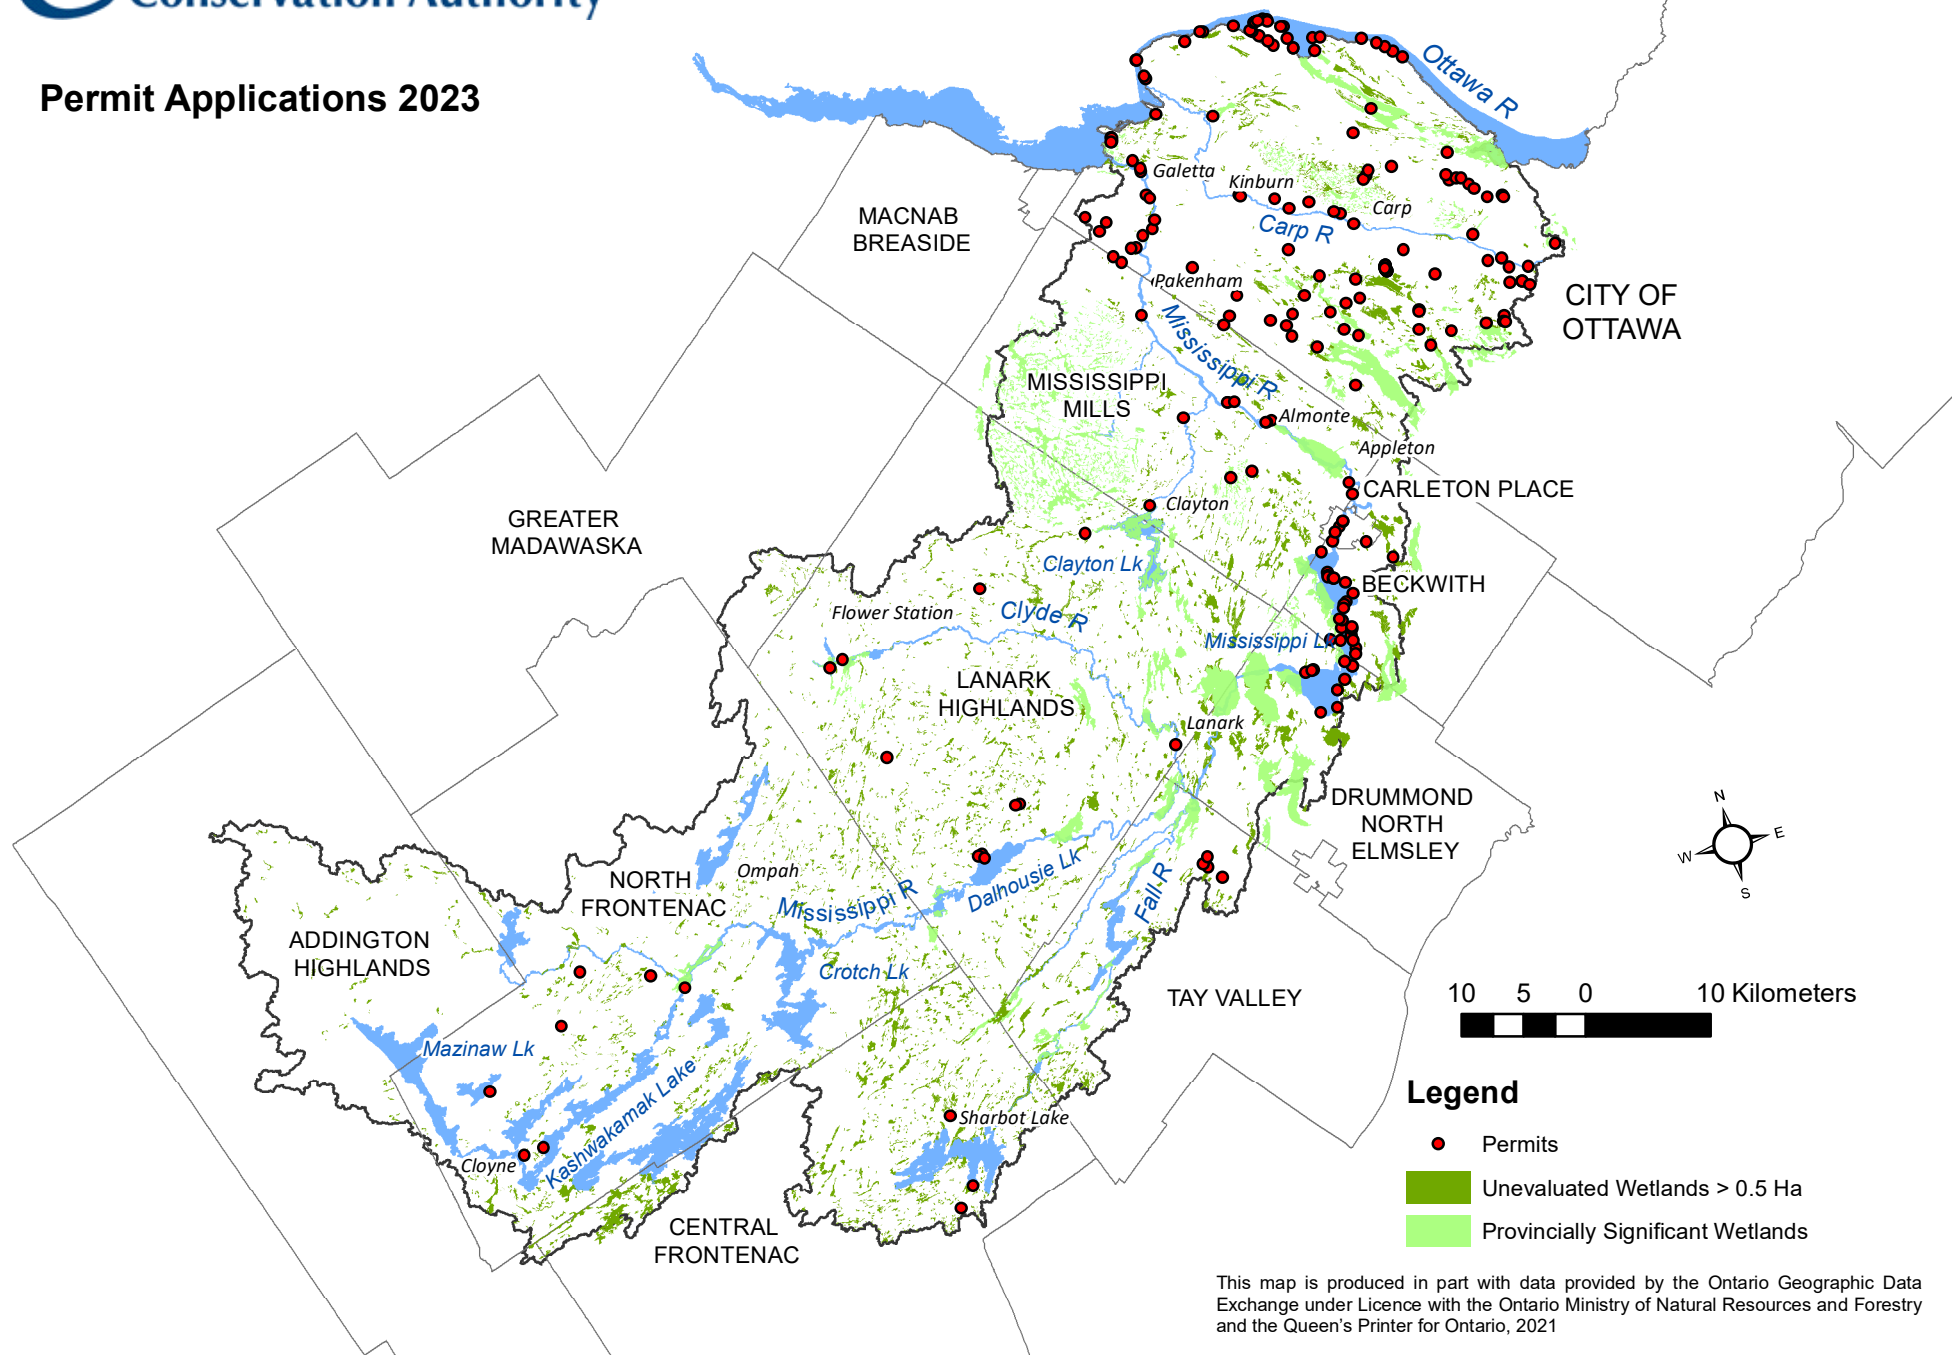 Conservation Authority
Permit Applications 2023
Ottawa R
Galetta
Kinburn
Carp
Carp R
MACNAB
BREASIDE
Pakenham
CITY OF
OTTAWA
Mississippi R
MISSISSIPPI
MILLS
Almonte
Appleton
CARLETON PLACE
Clayton
GREATER
MADAWASKA
Clayton Lk
BECKWITH
Flower Station
Clyde R
Mississippi Lk
LANARK
HIGHLANDS
Lanark
DRUMMOND
NORTH
ELMSLEY
N
E
W
S
Ompah
NORTH
FRONTENAC
Mississippi R
Dalhousie Lk
Fall R
ADDINGTON
HIGHLANDS
Crotch Lk
TAY VALLEY
10 5 0 10 Kilometers
Mazinaw Lk
Kashwakamak Lake
Sharbot Lake
Cloyne
CENTRAL
FRONTENAC
Legend
Permits
Unevaluated Wetlands > 0.5 Ha
Provincially Significant Wetlands
This map is produced in part with data provided by the Ontario Geographic Data
Exchange under Licence with the Ontario Ministry of Natural Resources and Forestry
and the Queen's Printer for Ontario, 2021